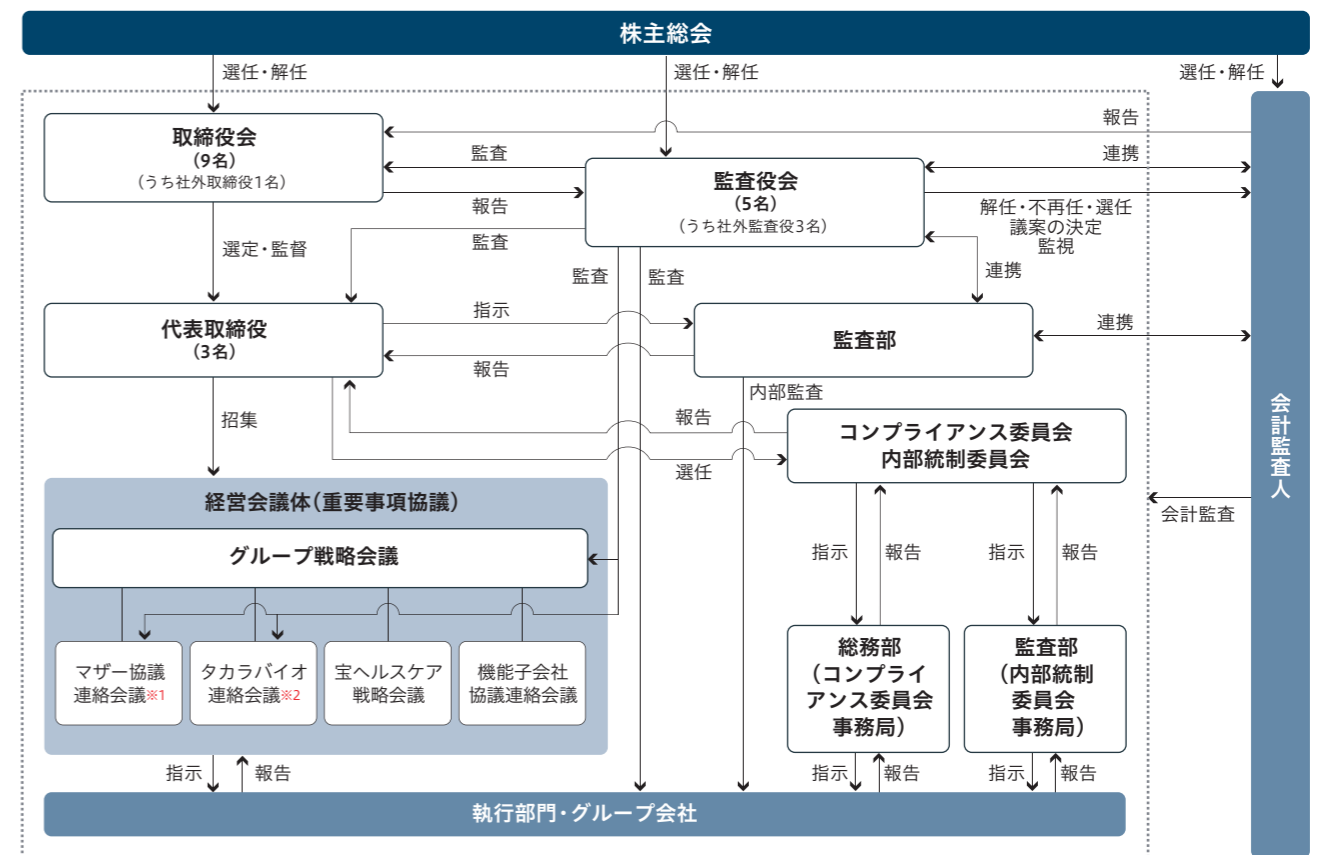 株主総会
選任・解任
選任・解任
選任・解任
取締役会
(9名)
(うち社外取締役1名)
報告
監査
報告
監査
監査役会
(5名)
(うち社外監査役3名)
連携
解任・不再任・選任
議案の決定
監視
選定・監督
監査
監査
連携
代表取締役
(3名)
指示
報告
監査部
連携
招集
内部監査
報告
選任
コンプライアンス委員会
内部統制委員会
会計監査人
会計監査
経営会議体(重要事項協議)
グループ戦略会議
マザー協議
連絡会議※1
タカラバイオ
連絡会議※2
宝ヘルスケア
戦略会議
機能子会社
協議連絡会議
指示
報告
指示
報告
総務部
(コンプライ
アンス委員会
事務局)
監査部
(内部統制
委員会
事務局)
指示
報告
指示
報告
指示
報告
執行部門・グループ会社